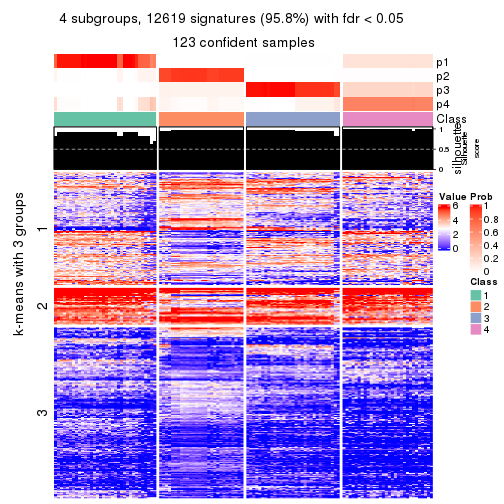 4 subgroups, 12619 signatures (95.8%) with fdr < 0.05
123 confident samples
p1
p2
p3
p4
Class
1
0.5
0
silhouette
Silhouette
score
k-means with 3 groups
1
2
3
Value
6
4
2
0
Prob
1
0.8
0.6
0.4
0.2
0
Class
1
2
3
4